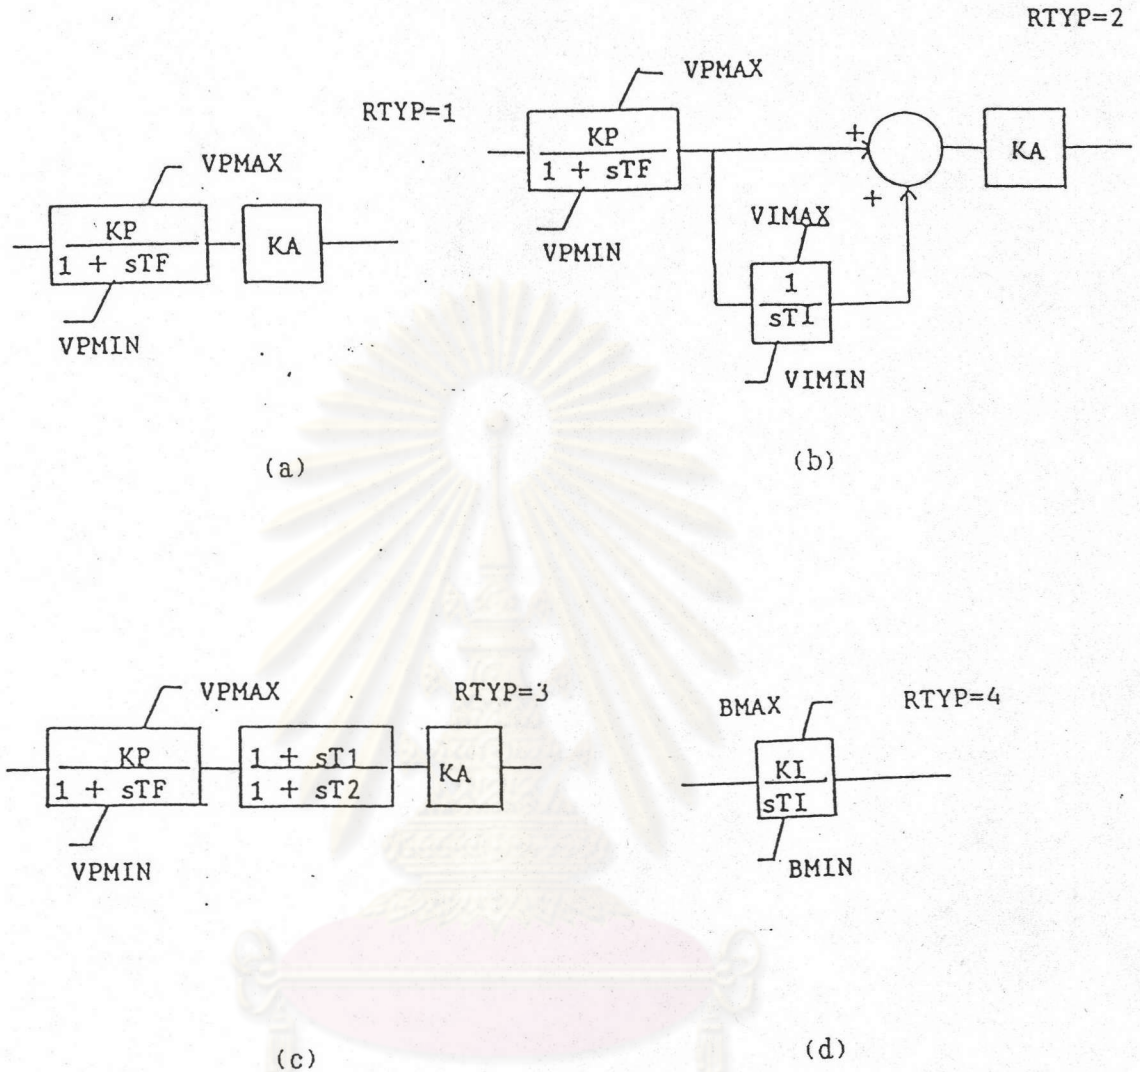 RTYP=1
VPMAX
KP
1 + sTF
KA
VPMIN
(a)
RTYP=2
VPMAX
KP
1 + sTF
VPMIN
+
+
KA
VIMAX
1
sTI
VIMIN
(b)
RTYP=3
VPMAX
KP
1 + sTF
1 + sT1
1 + sT2
KA
VPMIN
(c)
RTYP=4
BMAX
KI
sTI
BMIN
(d)